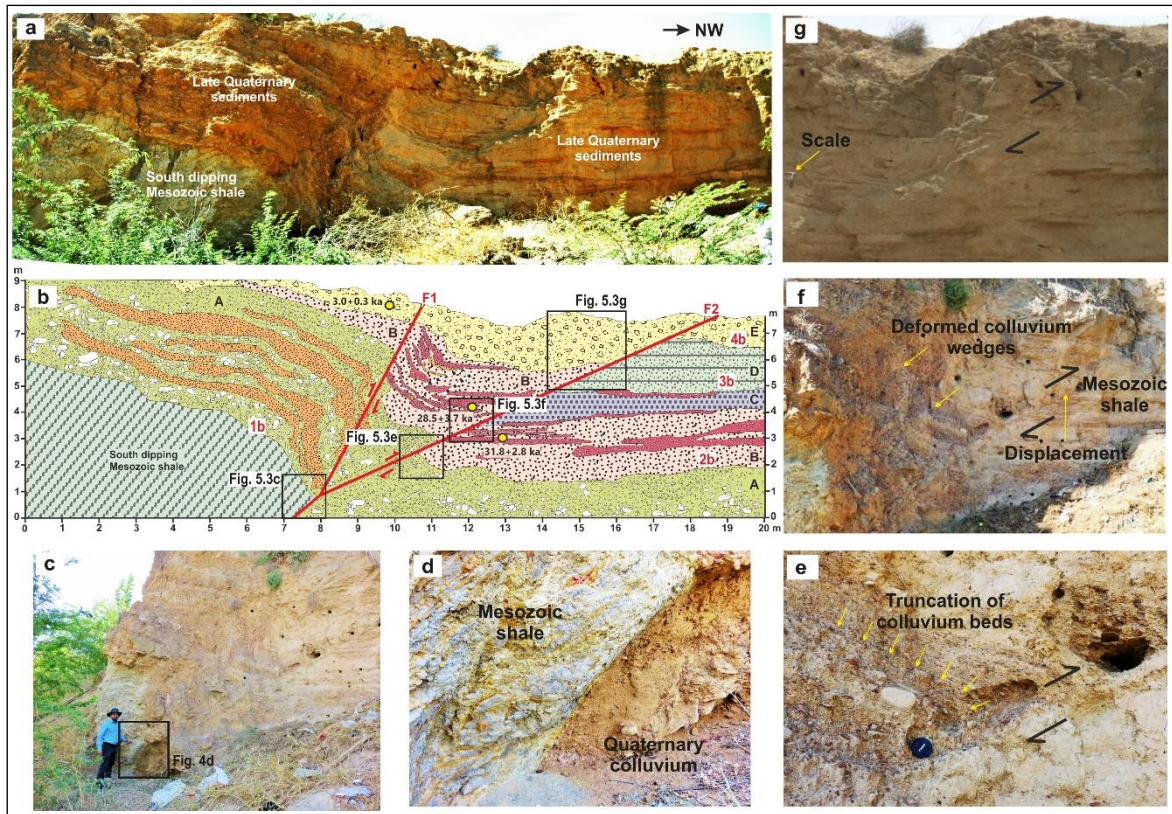 a
NW
Late Quaternary
sediments
Late Quaternary
sediments
South dipping
Mesozoic shale
g
Scale
m
9
8
7
6
5
4
3
2
1
0
b
A
3.0+0.3 ka
F1
Fig. 5.3g
F2
m
7
6
5
4
3
2
1
0
B
E
4b
D
B
3b
C
28.5+3.7 ka
Fig. 5.3f
1b
Fig. 5.3e
31.8+2.8 ka
2b
B
South dipping
Mesozoic shale
Fig. 5.3c
A
0 1 2 3 4 5 6 7 8 9 10 11 12 13 14 15 16 17 18 19 20 m
f
Deformed colluvium
wedges
Mesozoic
shale
Displacement
c
Fig. 4d
d
Mesozoic
shale
Quaternary
colluvium
e
Truncation of
colluvium beds